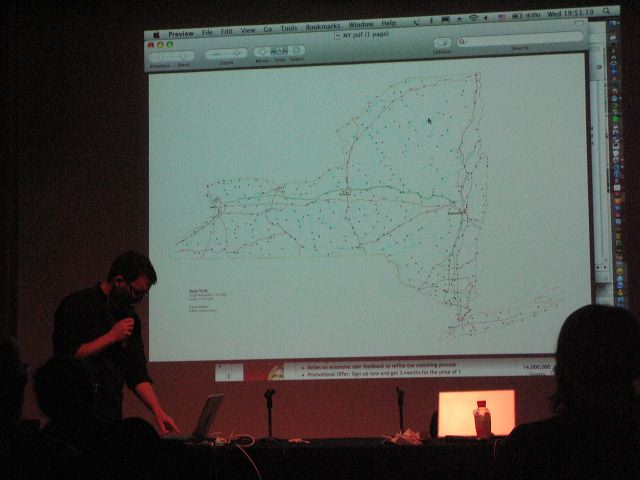 Preview File Edit View Go Tools Bookmarks Window Help (69%) Wed 19:51:19
NY.pdf (1 page)
Previous Next Zoom Move Text Select Sidebar Search
New York
• Relies on extensive user feedback to refine the matching process
14,000,000
• Promotional Offer: Sign up now and get 3 months for the price of 1